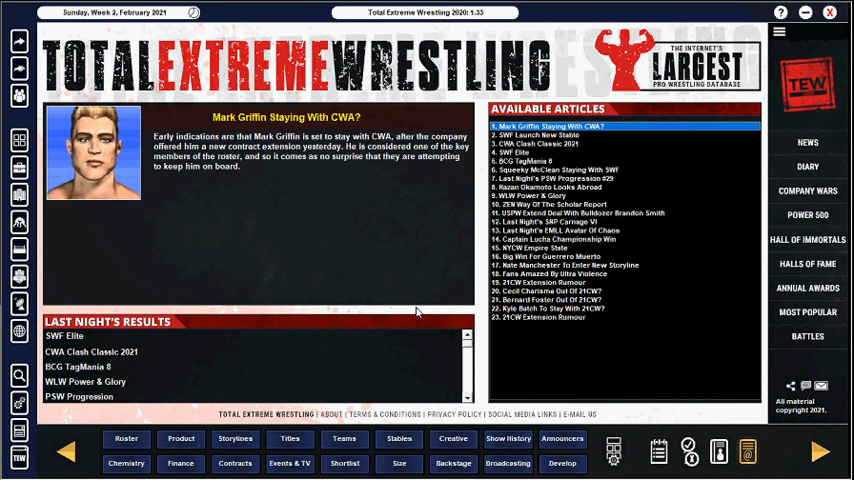 Sunday, Week 2, February 2021
Total Extreme Wrestling 2020: 1.33
TOTALEXTREMEWRESTLING
THE INTERNET'S
LARGEST
PRO WRESTLING DATABASE
TEW
Mark Griffin Staying With CWA?
Early indications are that Mark Griffin is set to stay with CWA, after the company
offered him a new contract extension yesterday. He is considered one of the key
members of the roster, and so it comes as no surprise that they are attempting
to keep him on board.
AVAILABLE ARTICLES
1. Mark Griffin Staying With CWA?
2. SWF Launch New Stable
3. CWA Clash Classic 2021
4. SWF Elite
5. BCG TagMania 8
6. Squeeky McClean Staying With SWF
7. Last Night's PSW Progression #29
8. Razan Okamoto Looks Abroad
9. WLW Power & Glory
10. ZEN Way Of The Scholar Report
11. USPW Extend Deal With Bulldozer Brandon Smith
12. Last Night's SNP Carnage VI
13. Last Night's EMLL Avatar Of Chaos
14. Captain Lucha Championship Win
15. NYCW Empire State
16. Big Win For Guerrero Muerto
17. Nate Manchester To Enter New Storyline
18. Fans Amazed By Ultra Violence
19. 21CW Extension Rumour
20. Cecil Charisma Out Of 21CW?
21. Bernard Foster Out Of 21CW?
22. Kyle Batch To Stay With 21CW?
23. 21CW Extension Rumour
LAST NIGHT'S RESULTS
SWF Elite
CWA Clash Classic 2021
BCG TagMania 8
WLW Power & Glory
PSW Progression
NEWS
DIARY
COMPANY WARS
POWER 500
HALL OF IMMORTALS
HALLS OF FAME
ANNUAL AWARDS
MOST POPULAR
BATTLES
All material
copyright 2021.
TOTAL EXTREME WRESTLING | ABOUT | TERMS & CONDITIONS | PRIVACY POLICY | SOCIAL MEDIA LINKS | E-MAIL US
Roster
Product
Storylines
Titles
Teams
Stables
Creative
Show History
Announcers
Chemistry
Finance
Contracts
Events & TV
Shortlist
Size
Backstage
Broadcasting
Develop
TEW